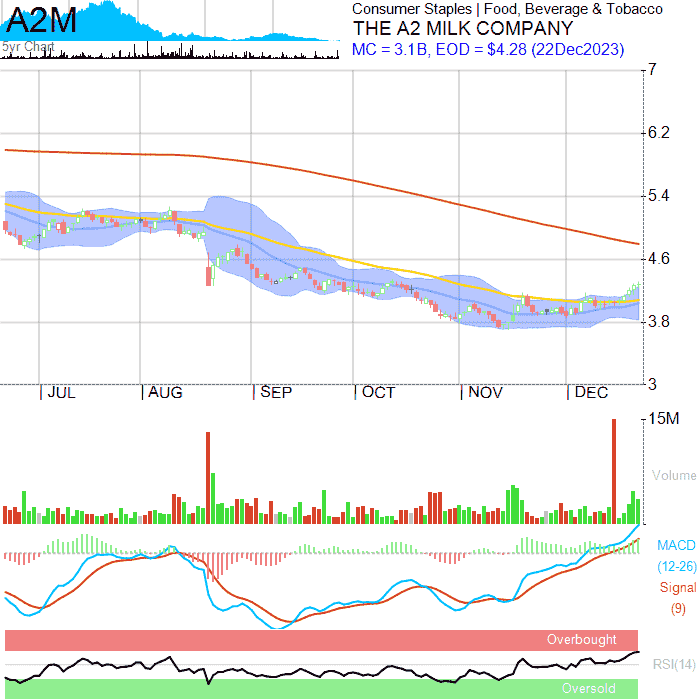 A2M
5yr Chart
Consumer Staples | Food, Beverage & Tobacco
THE A2 MILK COMPANY
MC = 3.1B, EOD = $4.28 (22Dec2023)
7
6.2
5.4
4.6
3.8
3
JUL AUG SEP OCT NOV DEC
15M
Volume
MACD
(12-26)
Signal
(9)
Overbought
RSI(14)
Oversold